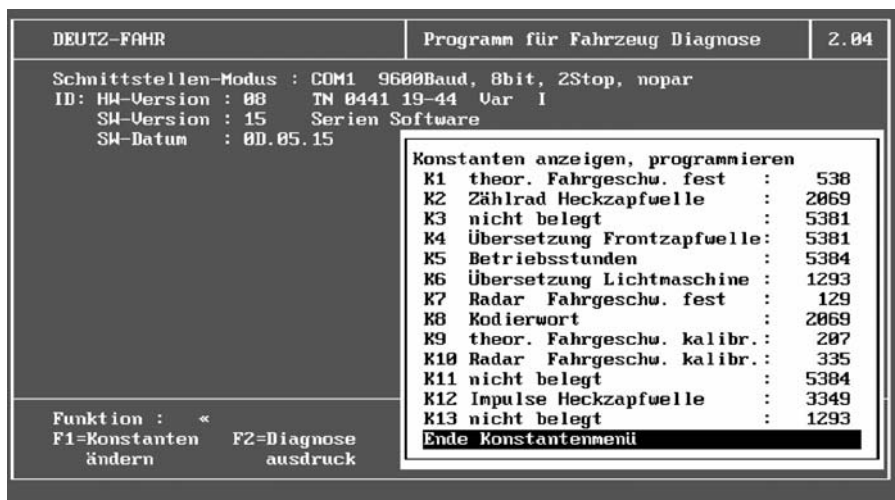 DEUTZ-FAHR Programm für Fahrzeug Diagnose 2.04
Schnittstellen-Modus : COM1 9600Baud, 8bit, 2Stop, nopar
ID: HW-Version : 08 TN 0441 19-44 Var I
SW-Version : 15 Serien Software
SW-Datum : 0D.05.15
Konstanten anzeigen, programmieren
K1 theor. Fahrgeschw. fest : 538
K2 Zählrad Heckzapfwelle : 2069
K3 nicht belegt : 5381
K4 Übersetzung Frontzapfwelle: 5381
K5 Betriebsstunden : 5384
K6 Übersetzung Lichtmaschine : 1293
K7 Radar Fahrgeschw. fest : 129
K8 Kodierwort : 2069
K9 theor. Fahrgeschw. kalibr.: 207
K10 Radar Fahrgeschw. kalibr.: 335
K11 nicht belegt : 5384
K12 Impulse Heckzapfwelle : 3349
K13 nicht belegt : 1293
Ende Konstantenmenü
Funktion : «
F1=Konstanten F2=Diagnose
ändern ausdruck